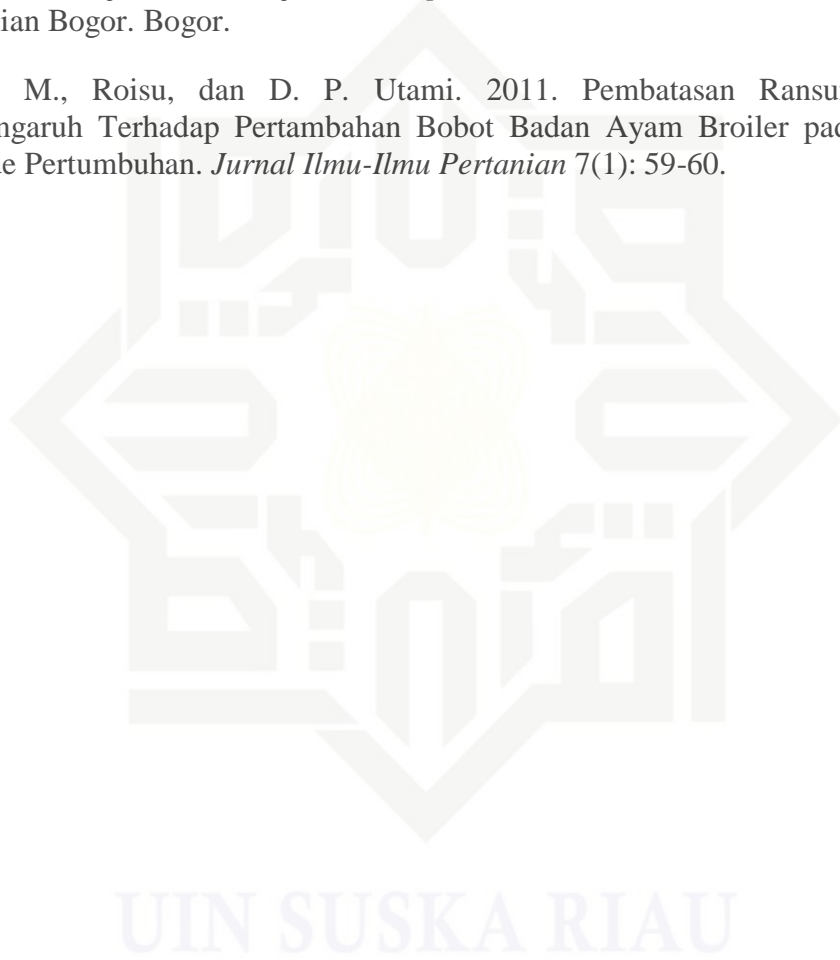 ian Bogor. Bogor.
M., Roisu, dan D. P. Utami. 2011. Pembatasan Ransu
ngaruh Terhadap Pertambahan Bobot Badan Ayam Broiler pad
e Pertumbuhan. Jurnal Ilmu-Ilmu Pertanian 7(1): 59-60.
UIN SUSKA RIAU